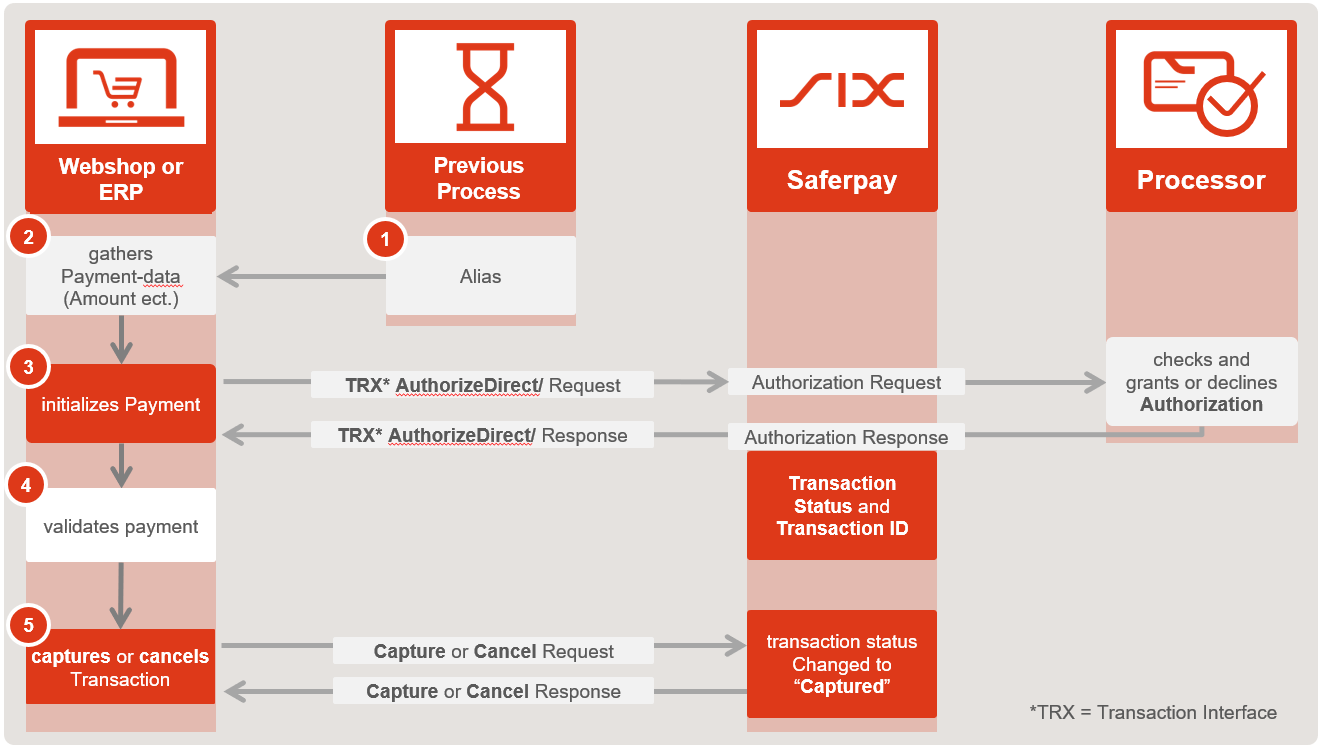 Webshop or
ERP
Previous
Process
SIX
Saferpay
Processor
1
Alias
2
gathers
Payment-data
(Amount ect.)
3
initializes Payment
TRX* AuthorizeDirect/ Request
Authorization Request
checks and
grants or declines
Authorization
TRX* AuthorizeDirect/ Response
Authorization Response
Transaction
Status and
Transaction ID
4
validates payment
5
captures or cancels
Transaction
Capture or Cancel Request
Capture or Cancel Response
transaction status
Changed to
“Captured”
*TRX = Transaction Interface